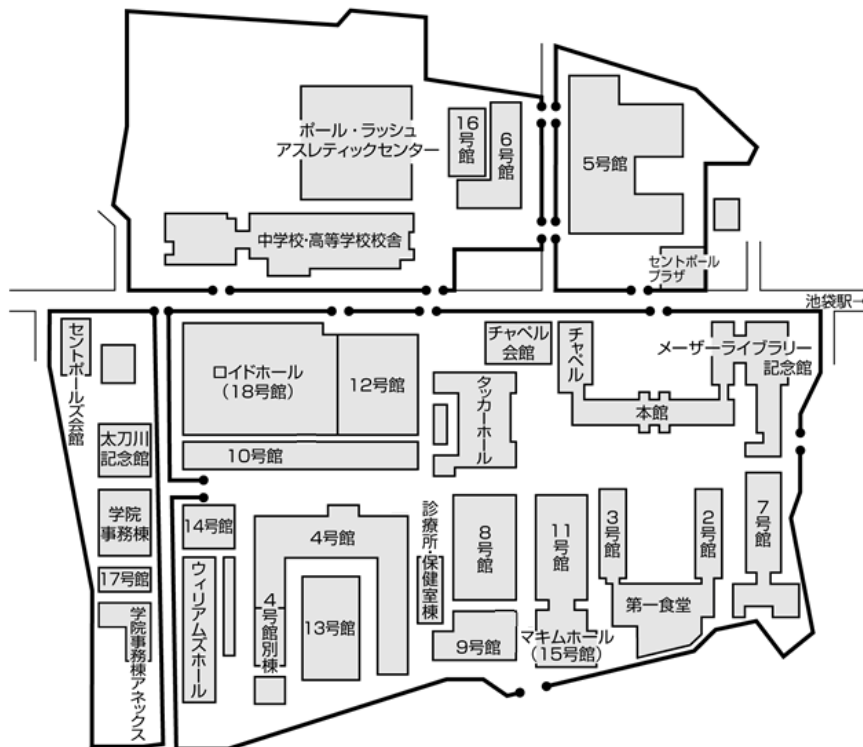 ポール・ラッシュ
アスレティックセンター
16号館
6号館
5号館
中学校・高等学校校舎
セントポール
プラザ
池袋駅→
セントポールズ会館
ロイドホール
(18号館)
12号館
チャペル
会館
チャペル
メーザーライブラリー
記念館
本館
タッカーホール
太刀川
記念館
10号館
学院
事務棟
14号館
4号館
診療所・保健室棟
8号館
11号館
3号館
2号館
7号館
17号館
ウィリアムズホール
4号館別棟
13号館
第一食堂
学院事務棟アネックス
9号館
マキムホール
(15号館)